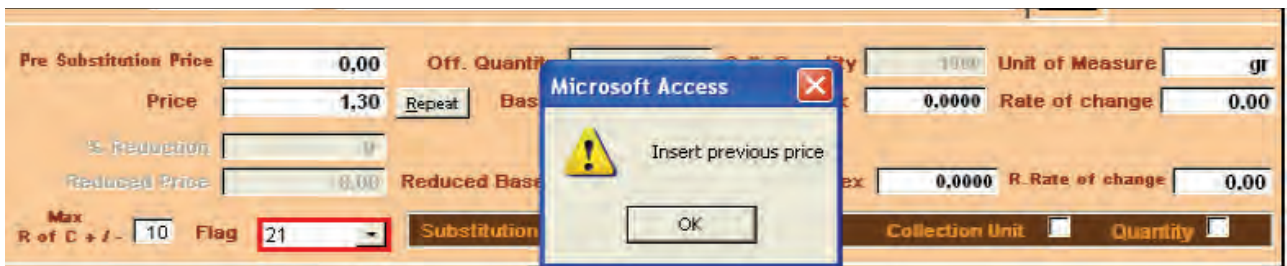 Pre Substitution Price 0,00 Off. Quantit ty 1000 Unit of Measure gr
Microsoft Access
Price 1,30 Repeat Bas x 0,0000 Rate of change 0,00
% Reduction 0
Insert previous price
Reduced Price 0,00 Reduced Base ex 0,0000 R.Rate of change 0,00
Max
R of C + / - 10 Flag 21 Substitution OK Collection Unit Quantity